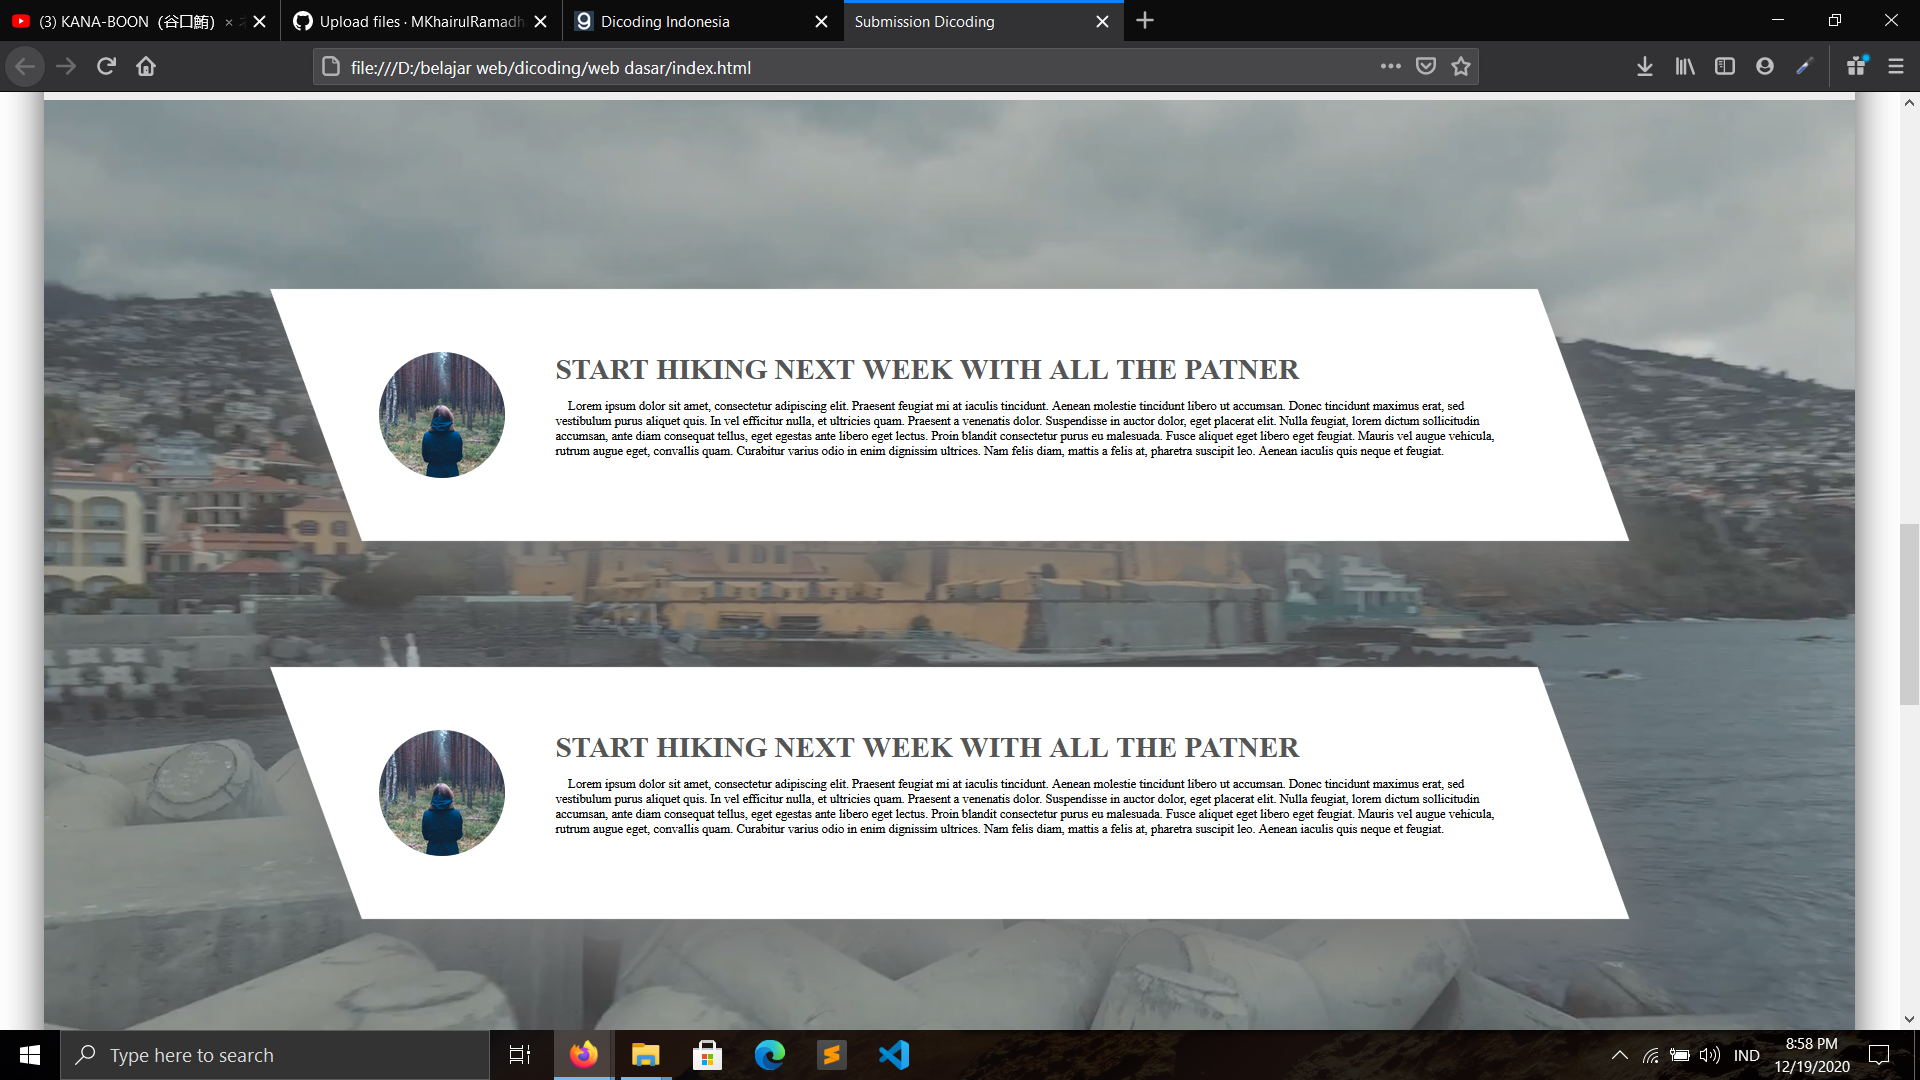 (3) KANA-BOON（谷口鮪）
Upload files · MKhairulRamadh
Dicoding Indonesia
Submission Dicoding
file:///D:/belajar web/dicoding/web dasar/index.html
START HIKING NEXT WEEK WITH ALL THE PATNER
Lorem ipsum dolor sit amet, consectetur adipiscing elit. Praesent feugiat mi at iaculis tincidunt. Aenean molestie tincidunt libero ut accumsan. Donec tincidunt maximus erat, sed
vestibulum purus aliquet quis. In vel efficitur nulla, et ultricies quam. Praesent a venenatis dolor. Suspendisse in auctor dolor, eget placerat elit. Nulla feugiat, lorem dictum sollicitudin
accumsan, ante diam consequat tellus, eget egestas ante libero eget lectus. Proin blandit consectetur purus eu malesuada. Fusce aliquet eget libero eget feugiat. Mauris vel augue vehicula,
rutrum augue eget, convallis quam. Curabitur varius odio in enim dignissim ultrices. Nam felis diam, mattis a felis at, pharetra suscipit leo. Aenean iaculis quis neque et feugiat.
START HIKING NEXT WEEK WITH ALL THE PATNER
Lorem ipsum dolor sit amet, consectetur adipiscing elit. Praesent feugiat mi at iaculis tincidunt. Aenean molestie tincidunt libero ut accumsan. Donec tincidunt maximus erat, sed
vestibulum purus aliquet quis. In vel efficitur nulla, et ultricies quam. Praesent a venenatis dolor. Suspendisse in auctor dolor, eget placerat elit. Nulla feugiat, lorem dictum sollicitudin
accumsan, ante diam consequat tellus, eget egestas ante libero eget lectus. Proin blandit consectetur purus eu malesuada. Fusce aliquet eget libero eget feugiat. Mauris vel augue vehicula,
rutrum augue eget, convallis quam. Curabitur varius odio in enim dignissim ultrices. Nam felis diam, mattis a felis at, pharetra suscipit leo. Aenean iaculis quis neque et feugiat.
Type here to search
IND
8:58 PM
12/19/2020